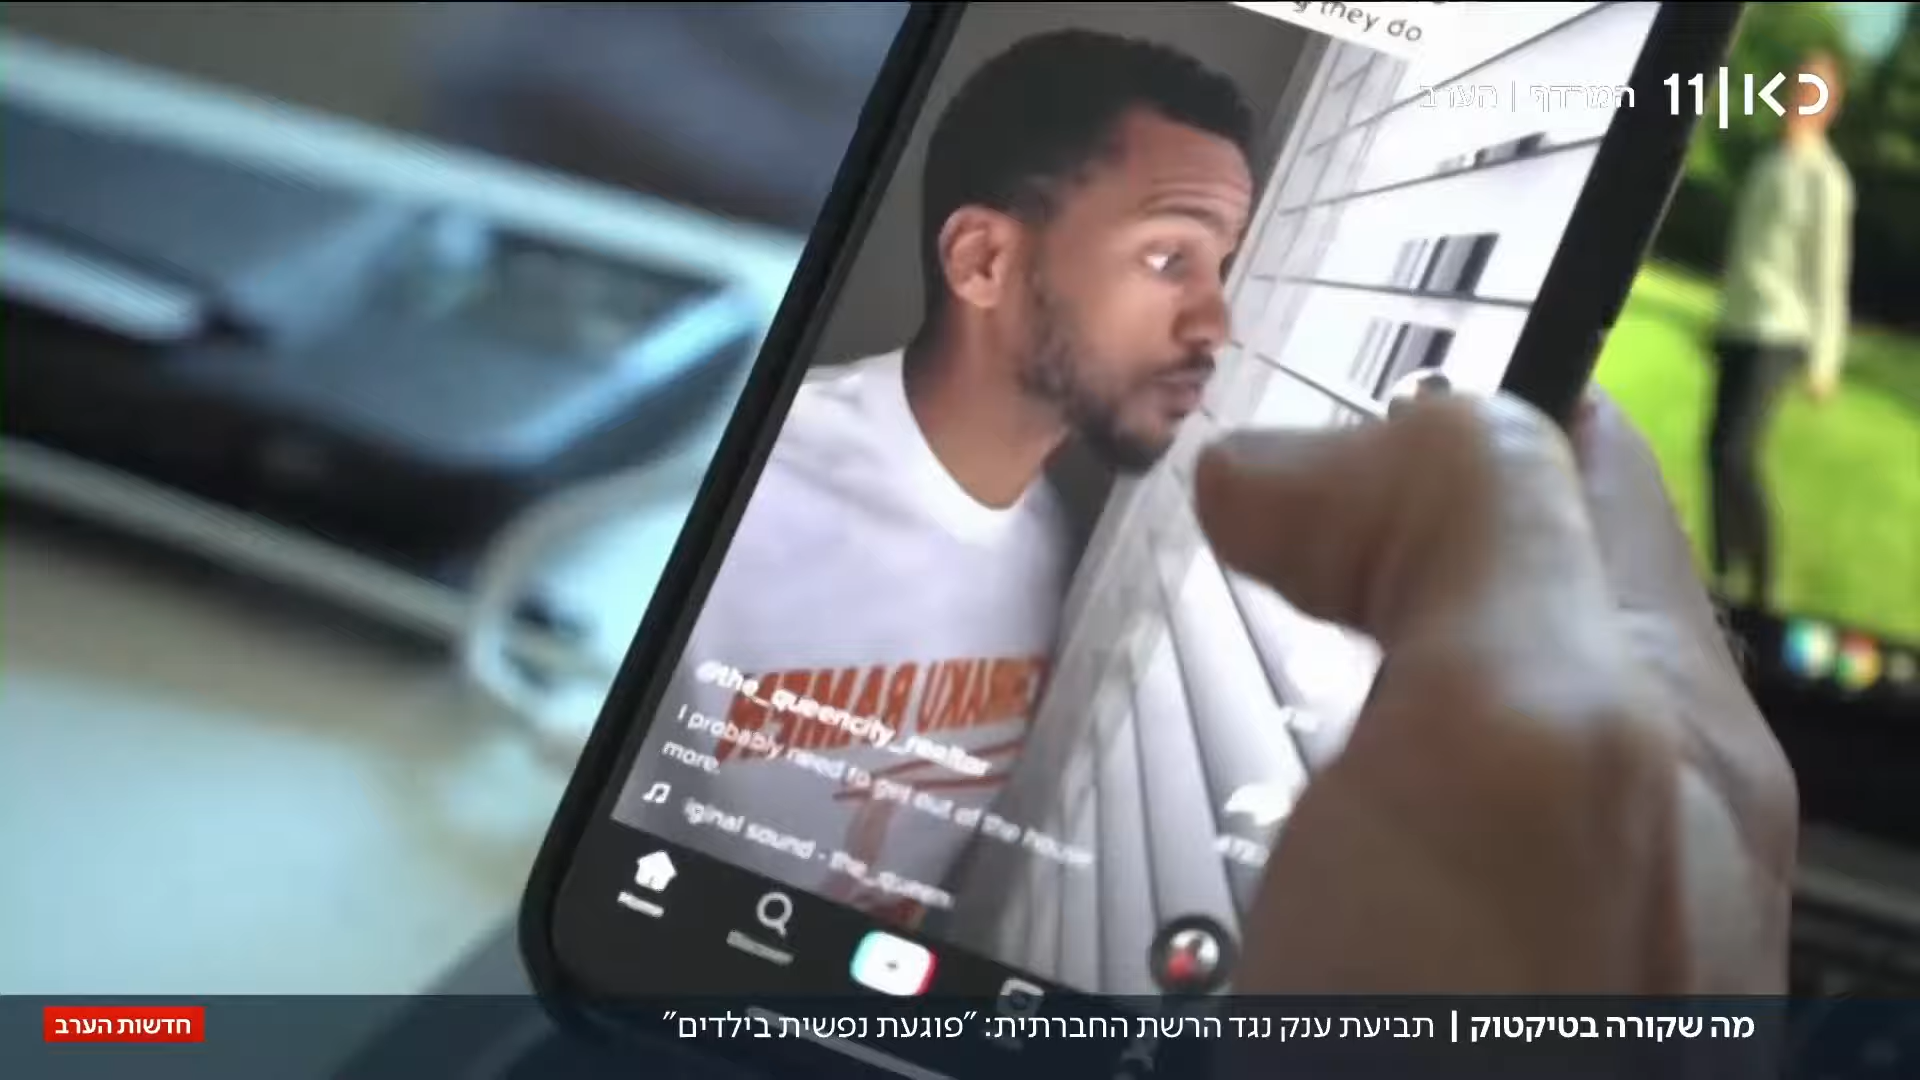 they do
כאן|11 המרדף | הערב
@the_queencity_realtor
I probably need to get out of the house
more.
iginal sound - the_queen
Home
Discover
מה שקורה בטיקטוק | תביעת ענק נגד הרשת החברתית: "פוגעת נפשית בילדים"
חדשות הערב